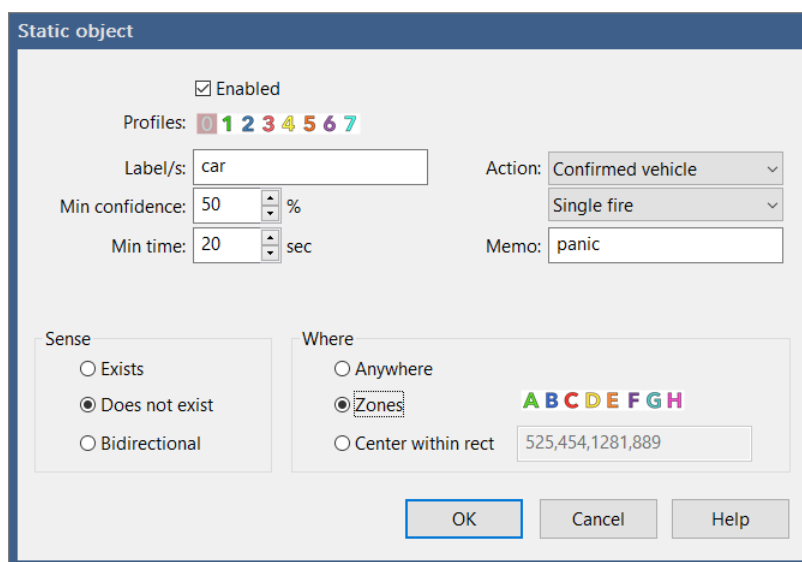 Static object
Enabled
Profiles: 0 1 2 3 4 5 6 7
Label/s: car
Action: Confirmed vehicle
Min confidence: 50 %
Single fire
Min time: 20 sec
Memo: panic
Sense
Exists
Does not exist
Bidirectional
Where
Anywhere
Zones A B C D E F G H
Center within rect 525,454,1281,889
OK Cancel Help